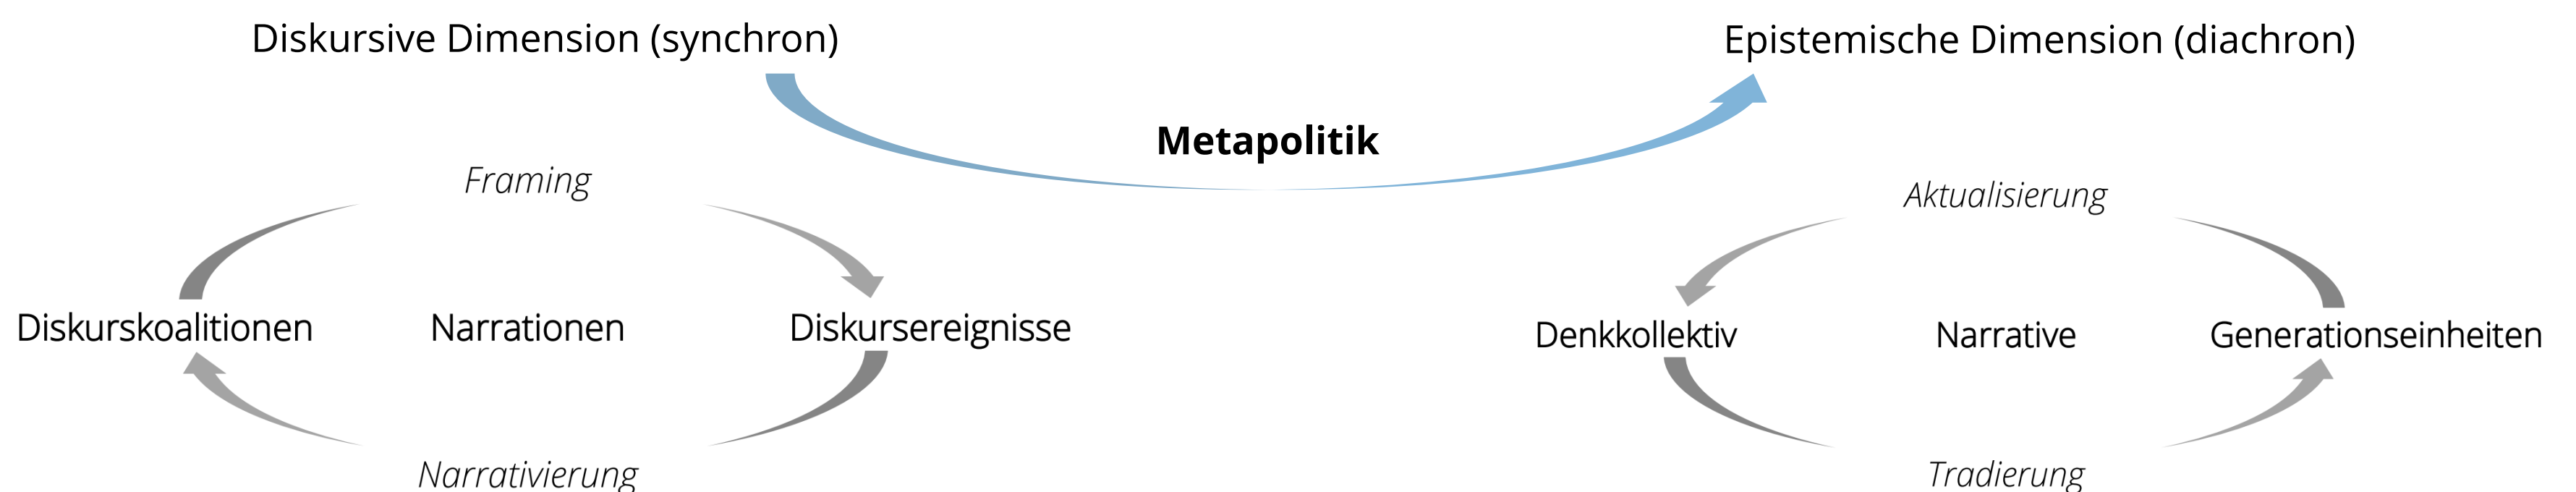 Diskursive Dimension (synchron)
Epistemische Dimension (diachron)
Metapolitik
Framing
Diskurskoalitionen
Narrationen
Diskursereignisse
Narrativierung
Aktualisierung
Denkkollektiv
Narrative
Generationseinheiten
Tradierung